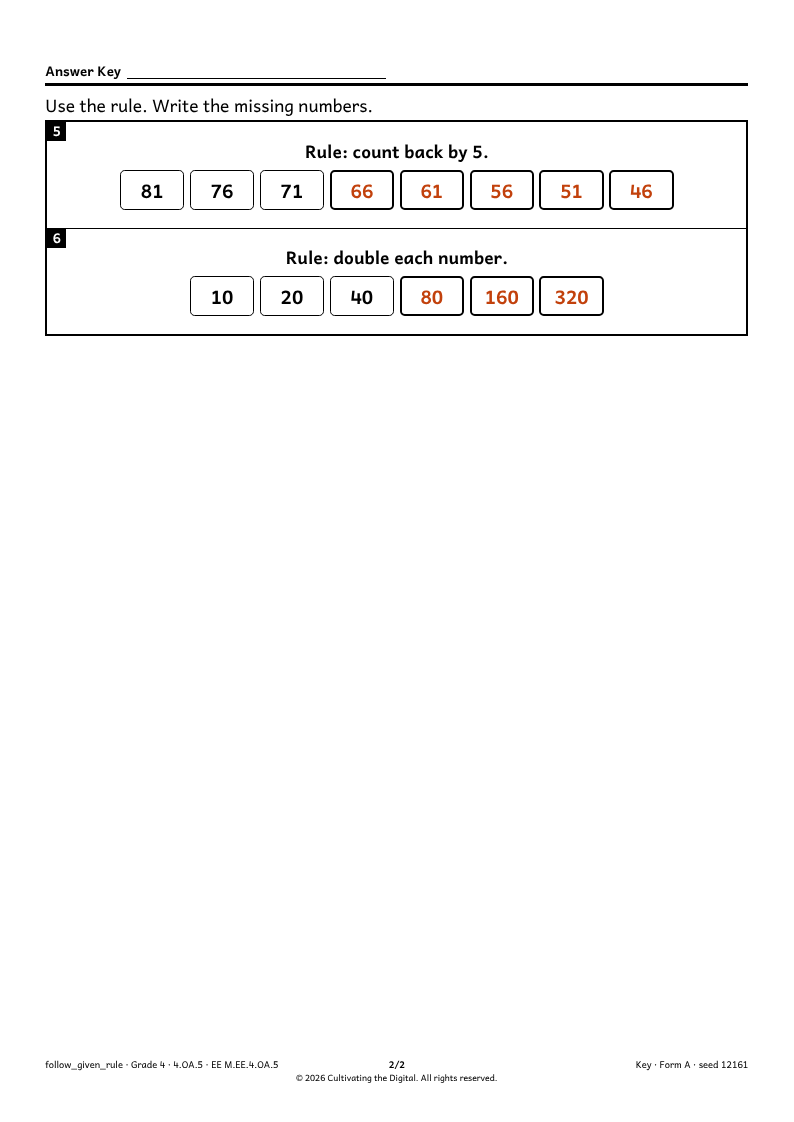 Answer Key
Use the rule. Write the missing numbers.
5
Rule: count back by 5.
81 76 71 66 61 56 51 46
6
Rule: double each number.
10 20 40 80 160 320
follow_given_rule · Grade 4 · 4.OA.5 · EE M.EE.4.OA.5 2/2 Key · Form A · seed 12161
© 2026 Cultivating the Digital. All rights reserved.